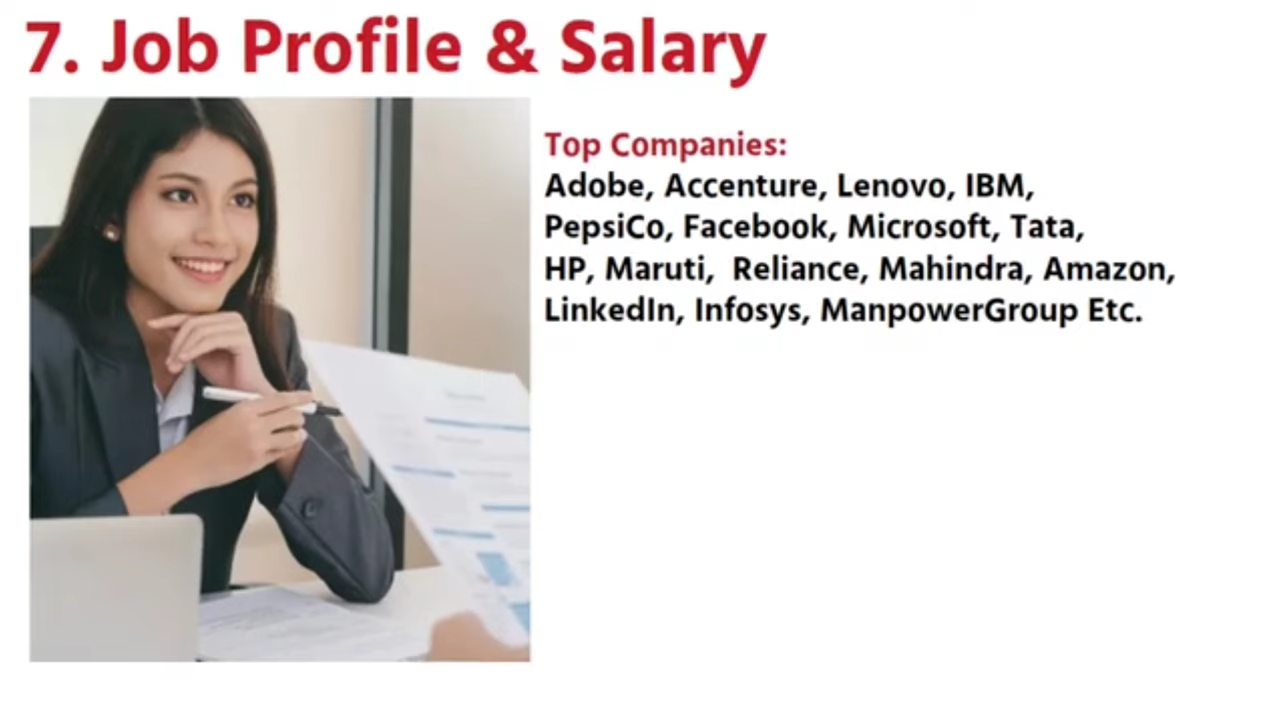 7. Job Profile & Salary
Top Companies:
Adobe, Accenture, Lenovo, IBM,
PepsiCo, Facebook, Microsoft, Tata,
HP, Maruti,  Reliance, Mahindra, Amazon,
LinkedIn, Infosys, ManpowerGroup Etc.